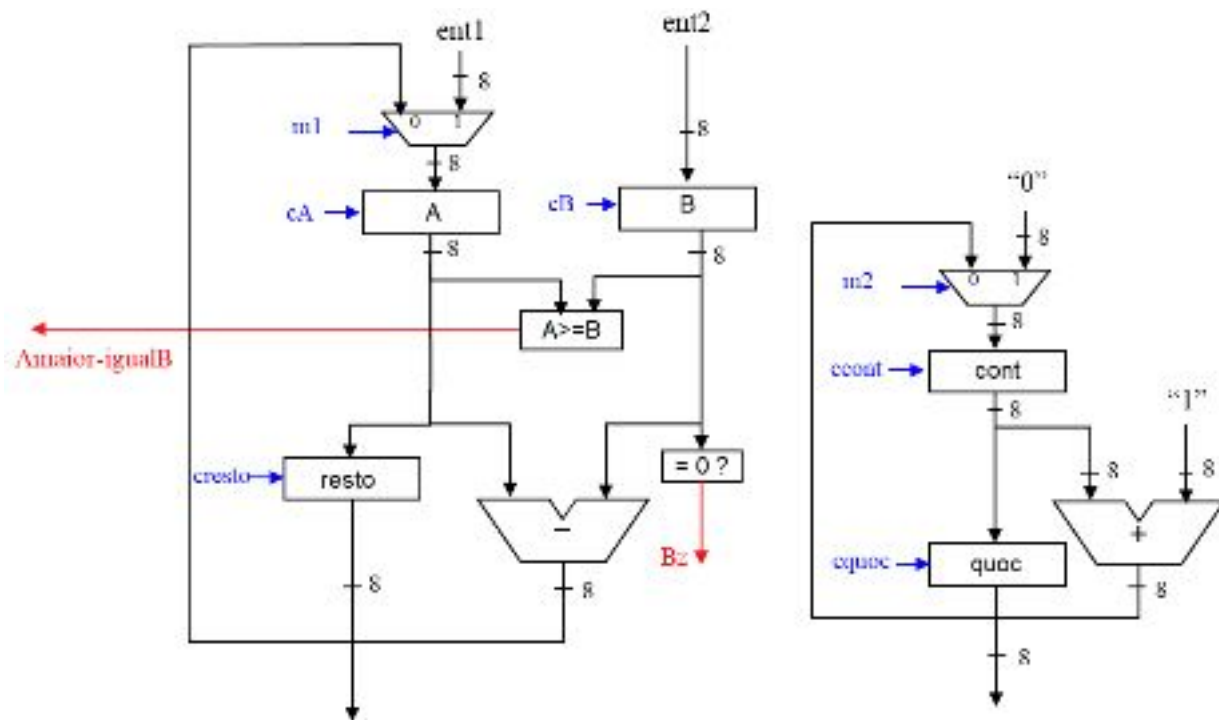 ent1
ent2
8
0 1
m1
8
8
"0"
cA
A
cB
B
8
8
8
0 1
m2
8
A>=B
Amaior-igualB
ccont
cont
8
"1"
cresto
resto
= 0 ?
8
8
−
+
Bz
cquoc
quoc
8
8
8
8